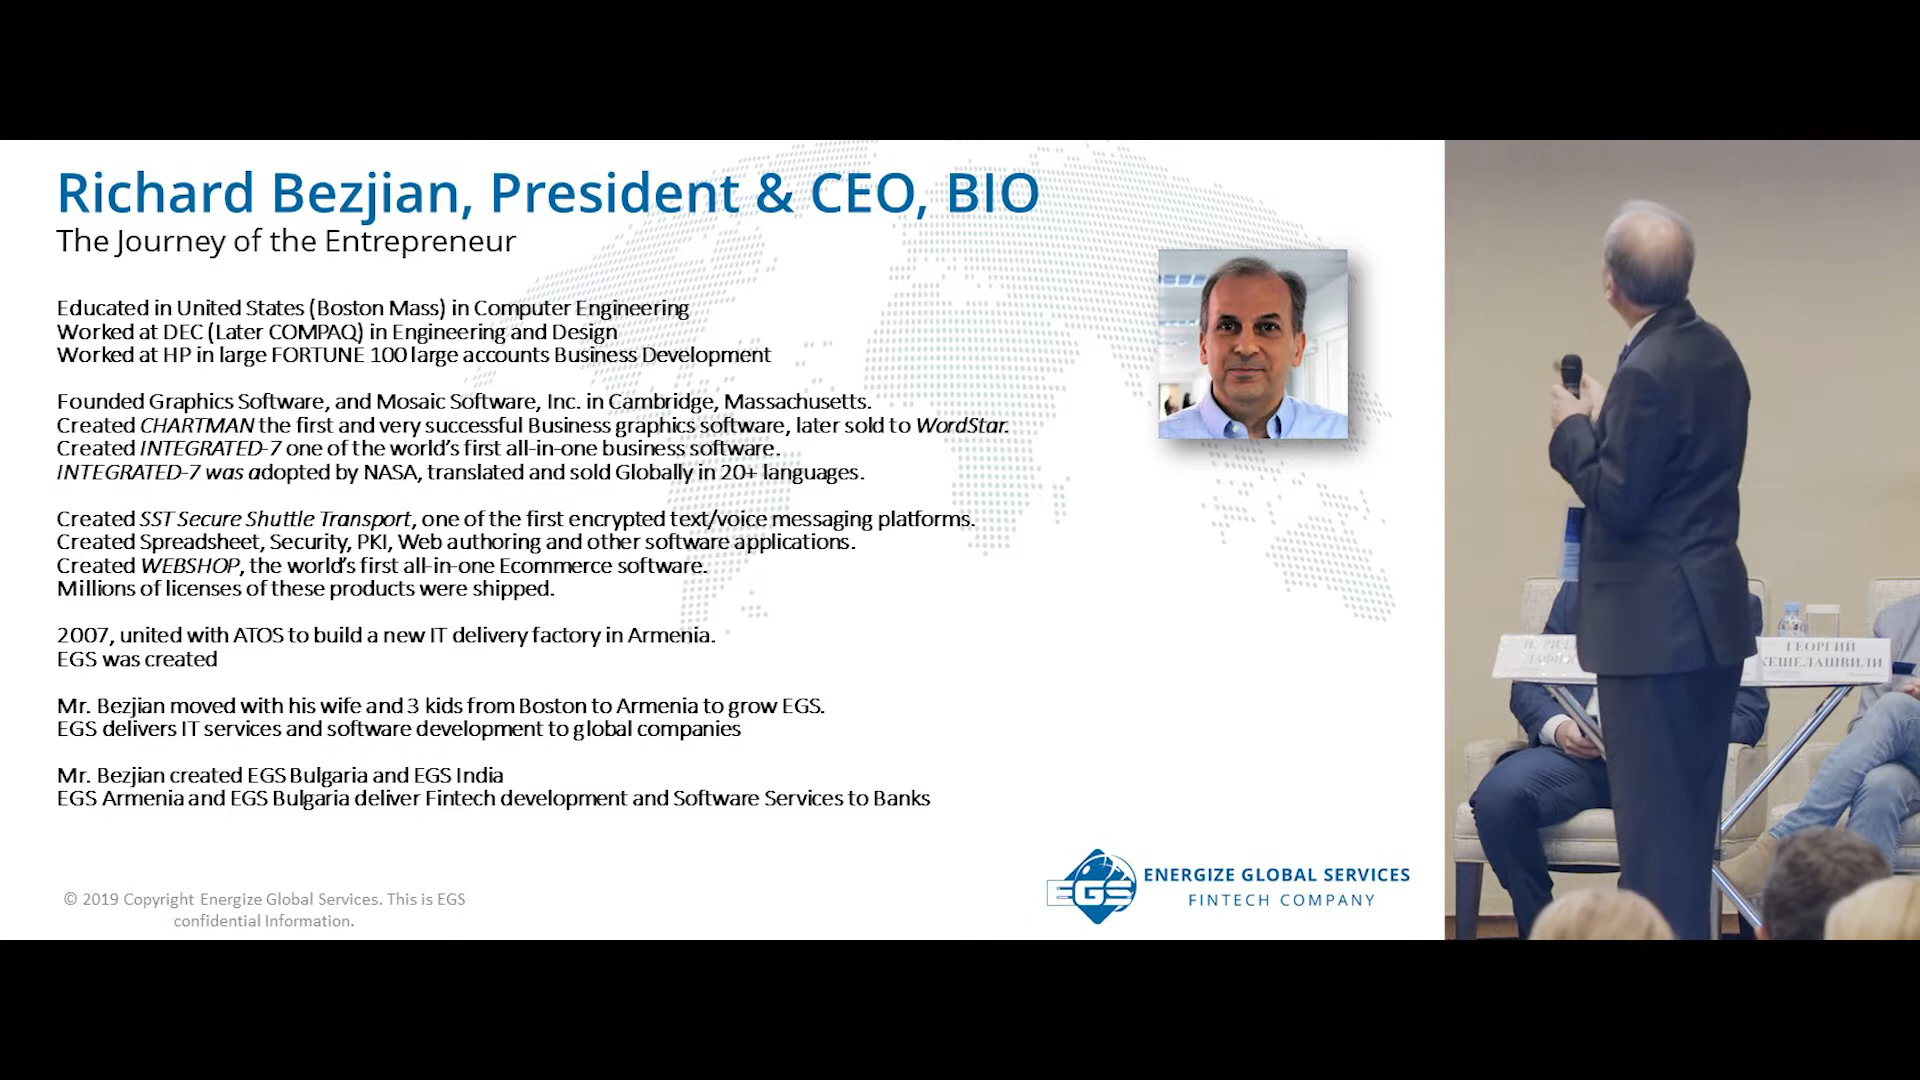 Richard Bezjian, President & CEO, BIO
The Journey of the Entrepreneur
Educated in United States (Boston Mass) in Computer Engineering
Worked at DEC (Later COMPAQ) in Engineering and Design
Worked at HP in large FORTUNE 100 large accounts Business Development
Founded Graphics Software, and Mosaic Software, Inc. in Cambridge, Massachusetts.
Created CHARTMAN the first and very successful Business graphics software, later sold to WordStar.
Created INTEGRATED-7 one of the world's first all-in-one business software.
INTEGRATED-7 was adopted by NASA, translated and sold Globally in 20+ languages.
Created SST Secure Shuttle Transport, one of the first encrypted text/voice messaging platforms.
Created Spreadsheet, Security, PKI, Web authoring and other software applications.
Created WEBSHOP, the world's first all-in-one Ecommerce software.
Millions of licenses of these products were shipped.
2007, united with ATOS to build a new IT delivery factory in Armenia.
EGS was created
Mr. Bezjian moved with his wife and 3 kids from Boston to Armenia to grow EGS.
EGS delivers IT services and software development to global companies
Mr. Bezjian created EGS Bulgaria and EGS India
EGS Armenia and EGS Bulgaria deliver Fintech development and Software Services to Banks
© 2019 Copyright Energize Global Services. This is EGS
confidential Information.
EGS
ENERGIZE GLOBAL SERVICES
FINTECH COMPANY
ГЕОРГИЙ
КЕШЕЛАШВИЛИ